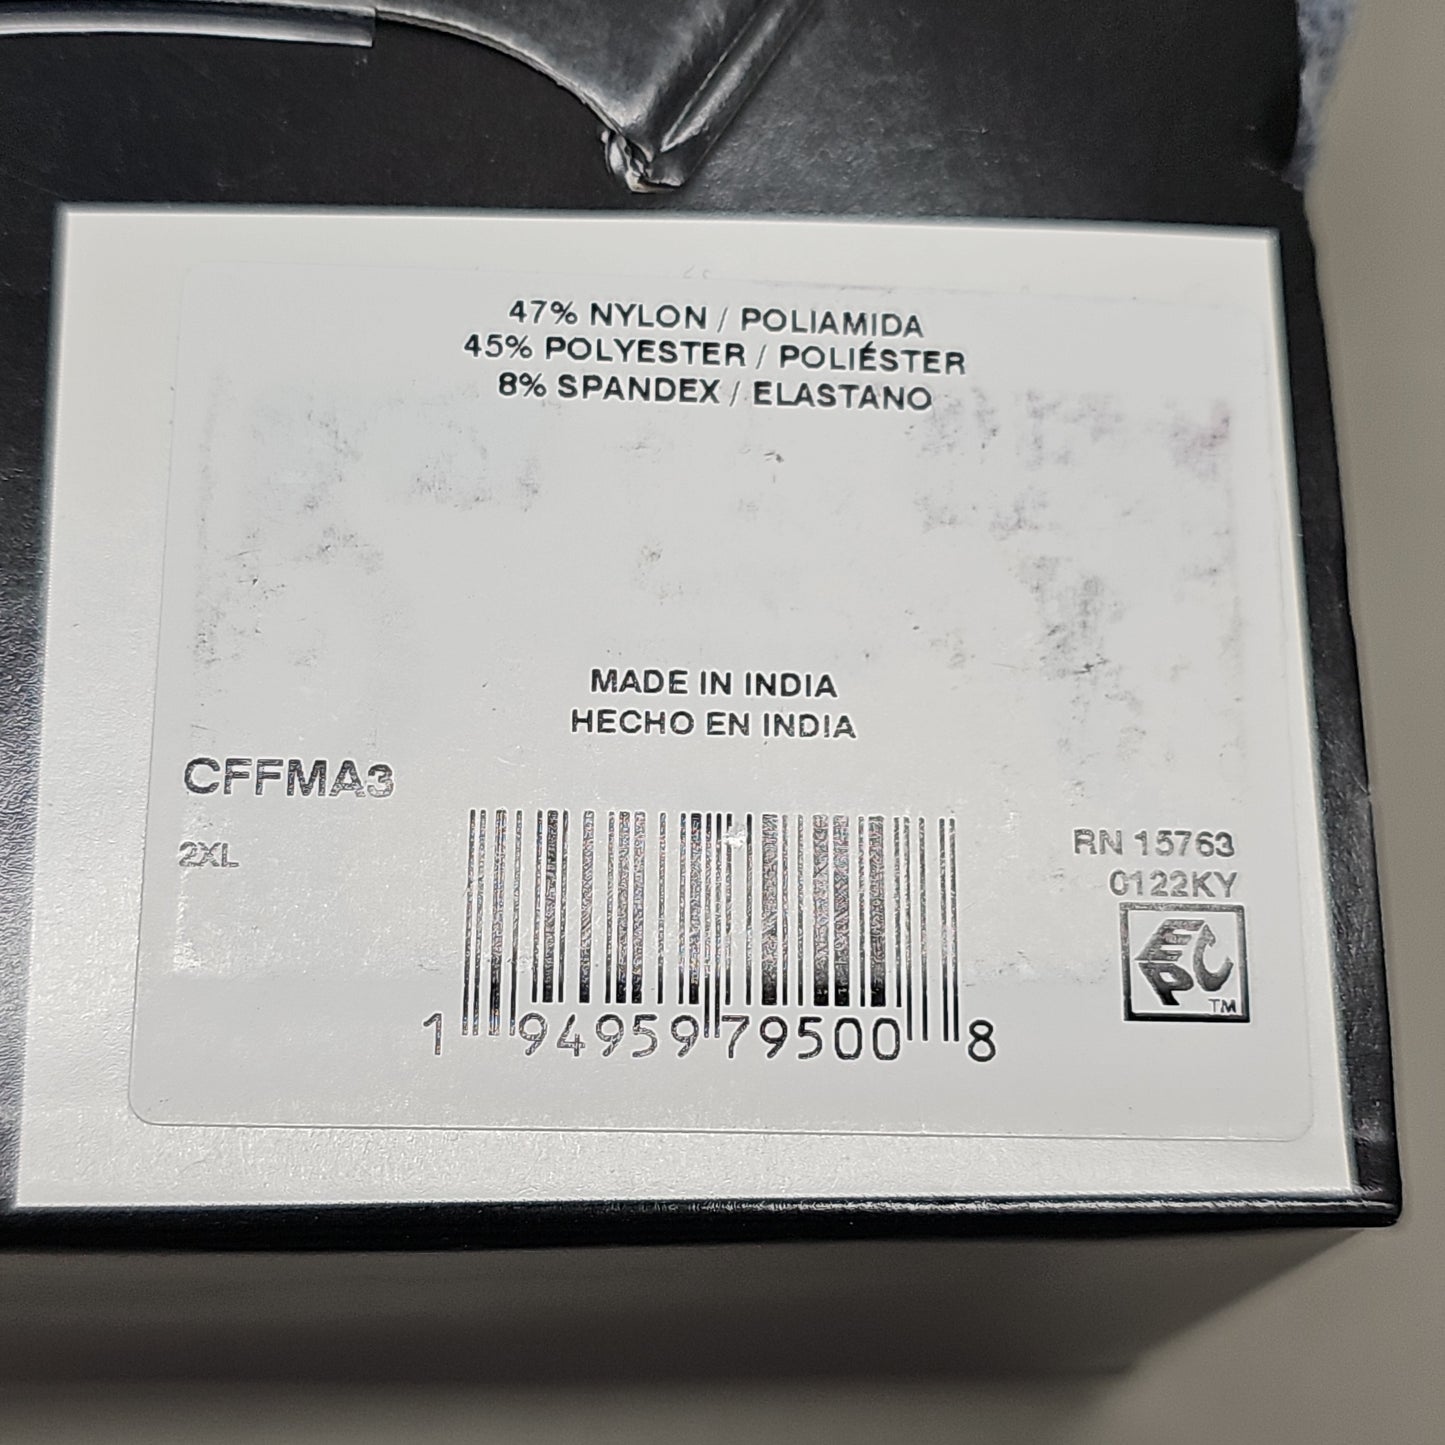 47% NYLON / POLIAMIDA
45% POLYESTER / POLIÉSTER
8% SPANDEX / ELASTANO
MADE IN INDIA
HECHO EN INDIA
CFFMA3
2XL
RN 15763
0122KY
EPC
TM
1 94959 79500 8